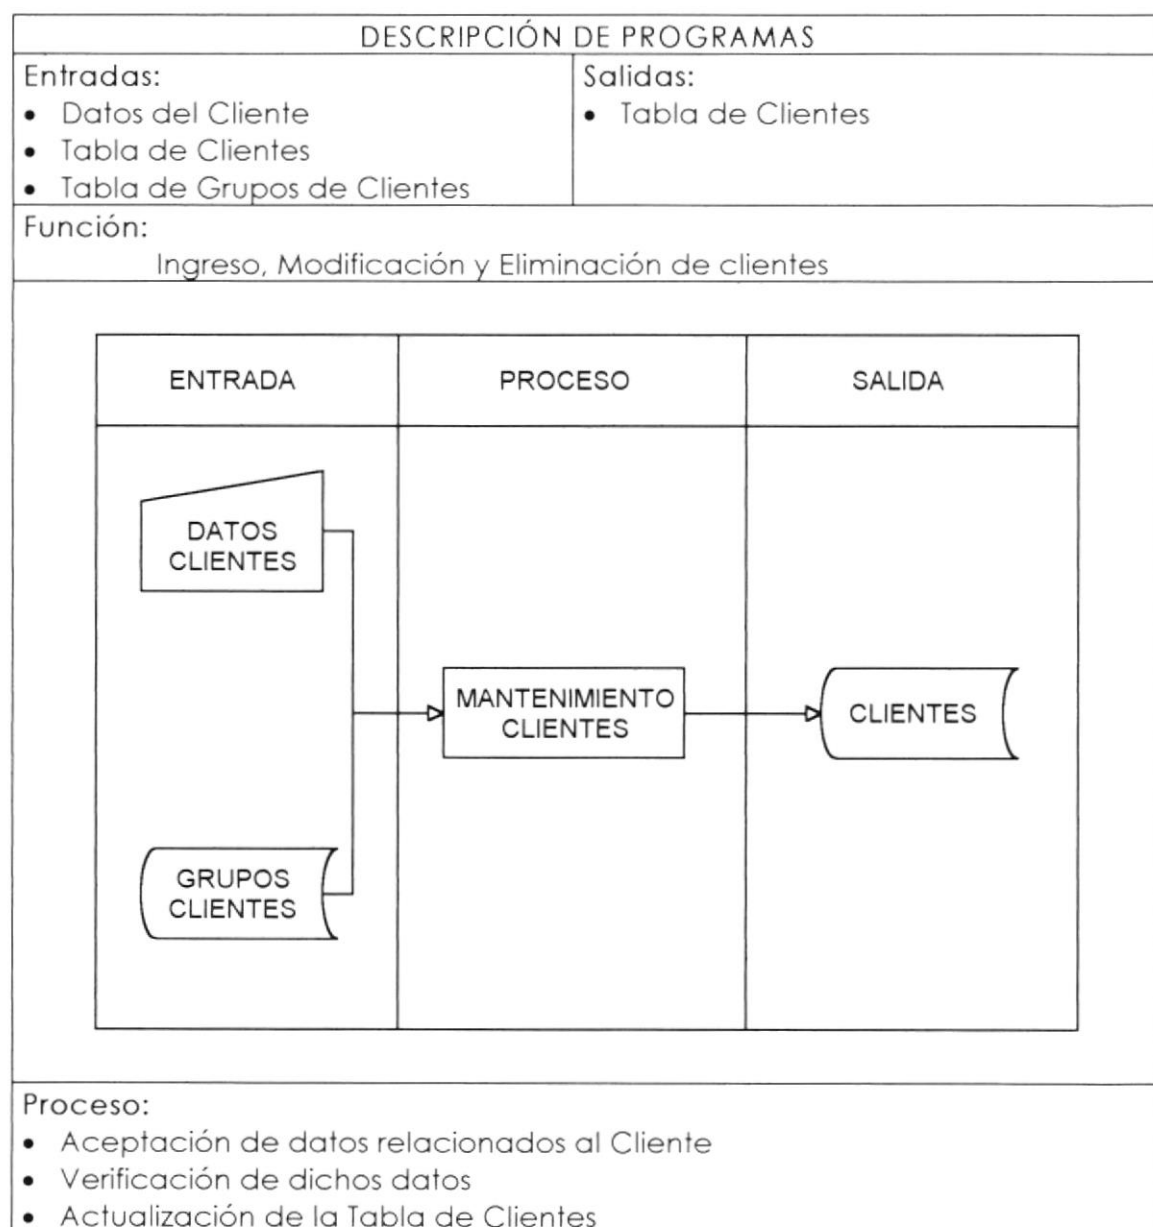 DESCRIPCIÓN DE PROGRAMAS
Entradas:
• Datos del Cliente
• Tabla de Clientes
• Tabla de Grupos de Clientes
Salidas:
• Tabla de Clientes
Función:
Ingreso, Modificación y Eliminación de clientes
ENTRADA
PROCESO
SALIDA
DATOS
CLIENTES
MANTENIMIENTO
CLIENTES
CLIENTES
GRUPOS
CLIENTES
Proceso:
• Aceptación de datos relacionados al Cliente
• Verificación de dichos datos
• Actualización de la Tabla de Clientes